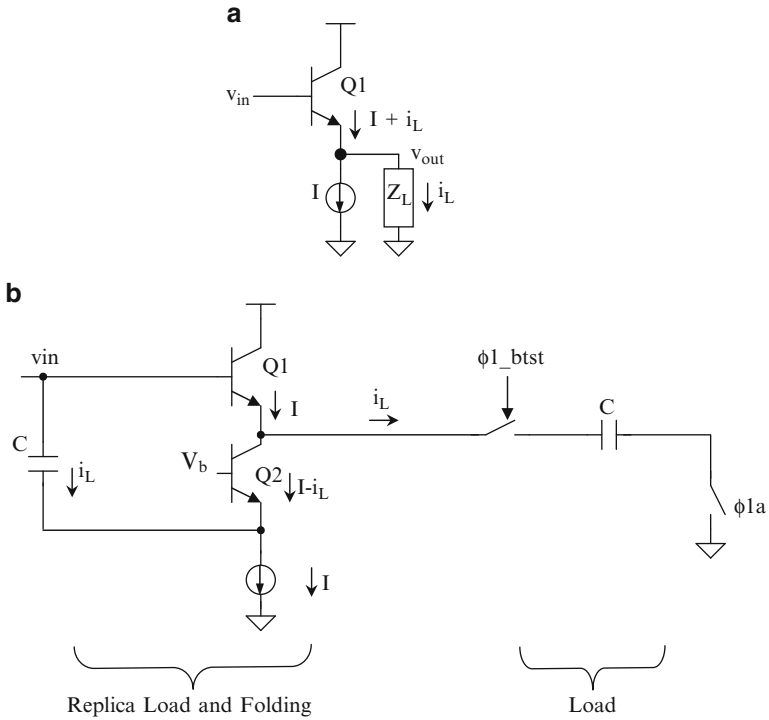 a
Q1
v_in
I + i_L
v_out
I
Z_L
i_L
b
vin
Q1
ϕ1_btst
i_L
C
I
C
V_b
Q2
i_L
I-i_L
ϕ1a
I
Replica Load and Folding
Load